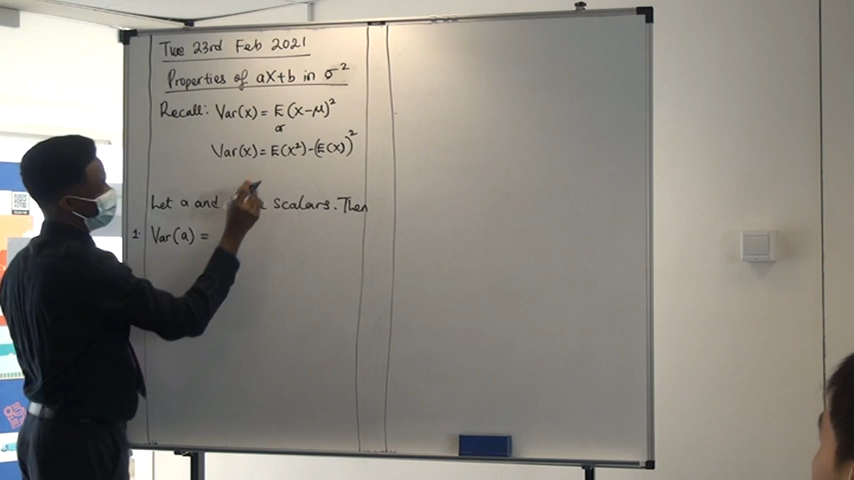 Tue 23rd Feb 2021
Properties of aX+b in σ²
Recall: Var(X) = E(X-μ)²
or
Var(X) = E(X²)-(E(X))²
Let a and scalars. Then
1. Var(a) =